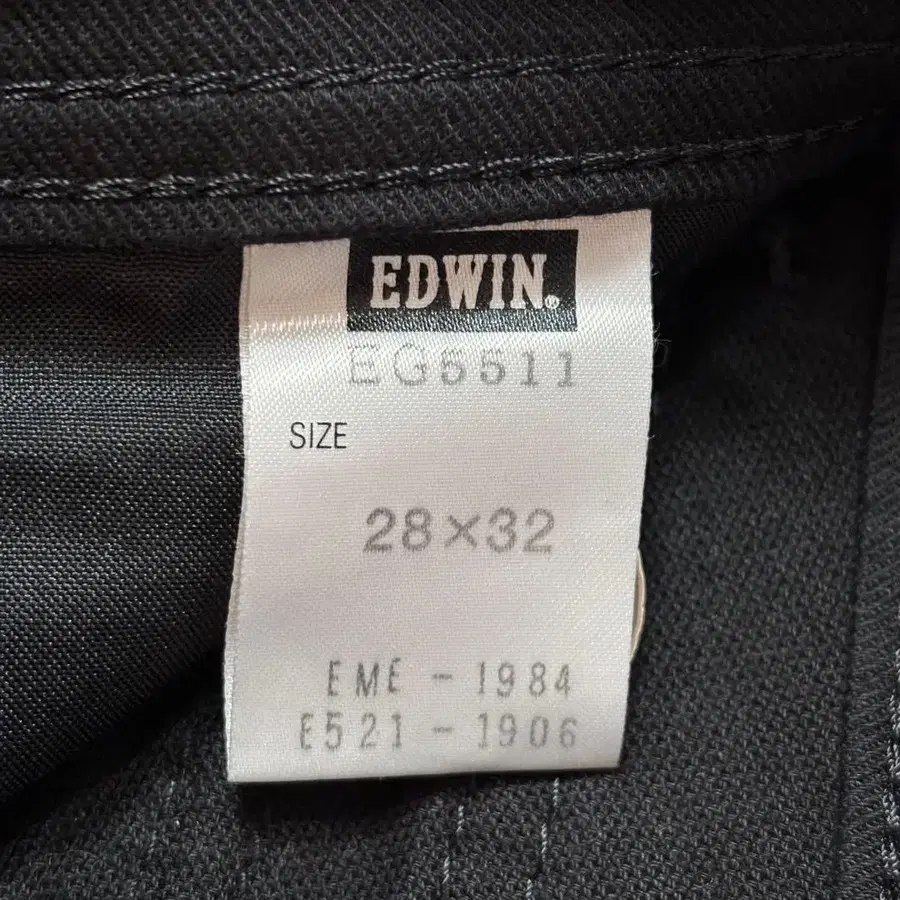 EDWIN®
EG5511
SIZE
28×32
EME - 1984
E521 - 1906